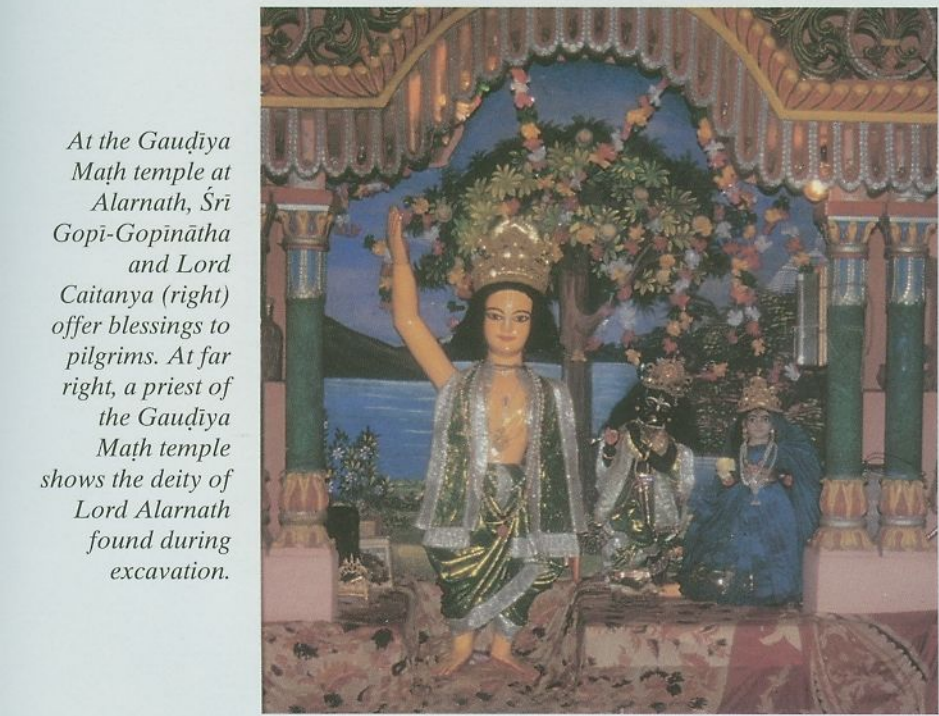 At the Gauḍīya
Maṭh temple at
Alarnath, Śrī
Gopī-Gopīnātha
and Lord
Caitanya (right)
offer blessings to
pilgrims. At far
right, a priest of
the Gauḍīya
Maṭh temple
shows the deity of
Lord Alarnath
found during
excavation.